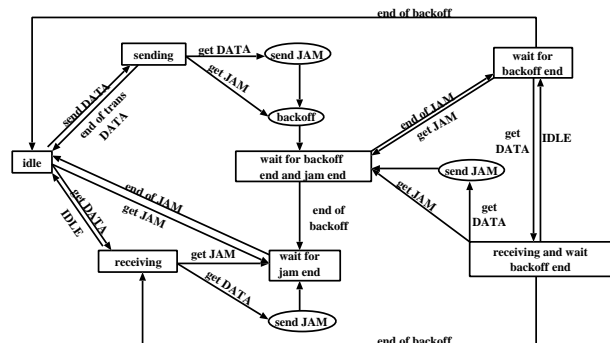 end of backoff
sending
get DATA
send JAM
wait for
backoff end
get JAM
send DATA
end of trans
DATA
backoff
end of JAM
get JAM
get
DATA
IDLE
idle
wait for backoff
end and jam end
send JAM
get DATA
IDLE
end of JAM
get JAM
end of
backoff
get JAM
get
DATA
receiving
get JAM
wait for
jam end
receiving and wait
backoff end
get DATA
send JAM
end of backoff